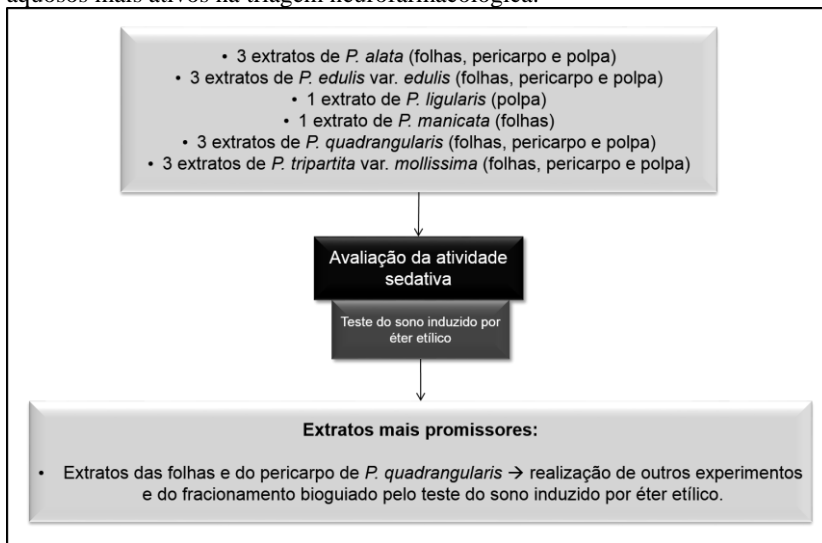 aquosos mais ativos na triagem neurofarmacológica.
• 3 extratos de P. alata (folhas, pericarpo e polpa)
• 3 extratos de P. edulis var. edulis (folhas, pericarpo e polpa)
• 1 extrato de P. ligularis (polpa)
• 1 extrato de P. manicata (folhas)
• 3 extratos de P. quadrangularis (folhas, pericarpo e polpa)
• 3 extratos de P. tripartita var. mollissima (folhas, pericarpo e polpa)
Avaliação da atividade
sedativa
Teste do sono induzido por
éter etílico
Extratos mais promissores:
• Extratos das folhas e do pericarpo de P. quadrangularis → realização de outros experimentos
e do fracionamento bioguiado pelo teste do sono induzido por éter etílico.